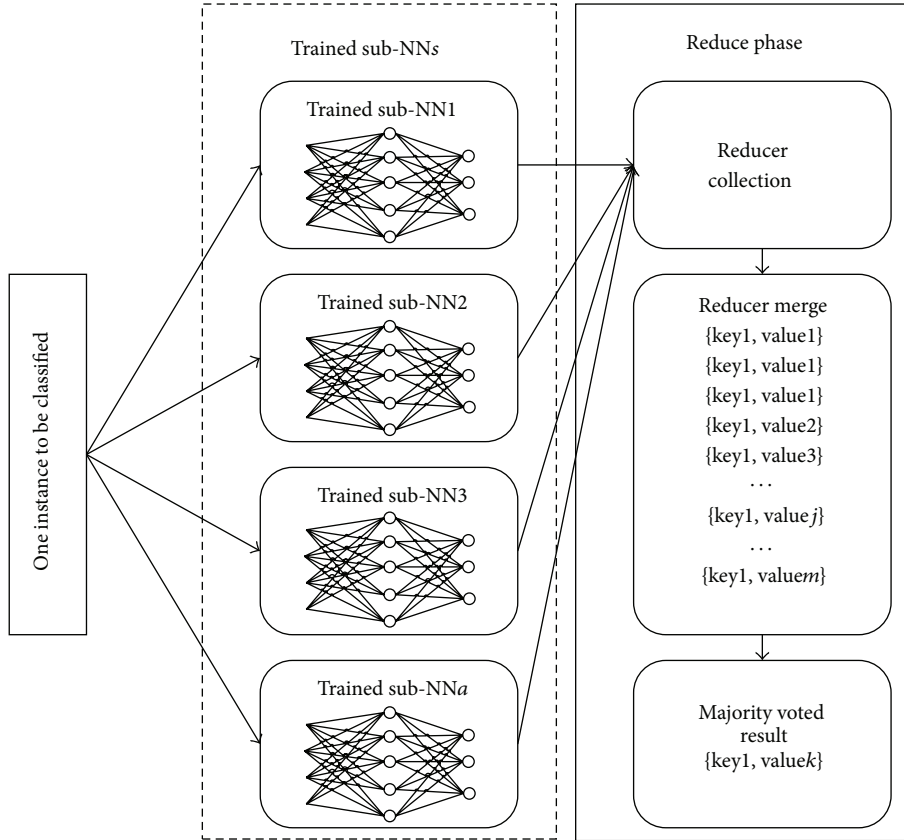 One instance to be classified
Trained sub-NNs
Trained sub-NN1
Trained sub-NN2
Trained sub-NN3
Trained sub-NNa
Reduce phase
Reducer
collection
Reducer merge
{key1, value1}
{key1, value1}
{key1, value1}
{key1, value2}
{key1, value3}
...
{key1, valuej}
...
{key1, valuem}
Majority voted
result
{key1, valuek}